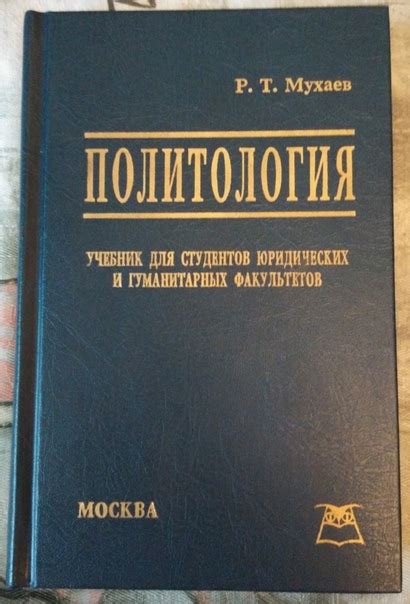 Р. Т. Мухаев
ПОЛИТОЛОГИЯ
УЧЕБНИК ДЛЯ СТУДЕНТОВ ЮРИДИЧЕСКИХ
И ГУМАНИТАРНЫХ ФАКУЛЬТЕТОВ
МОСКВА